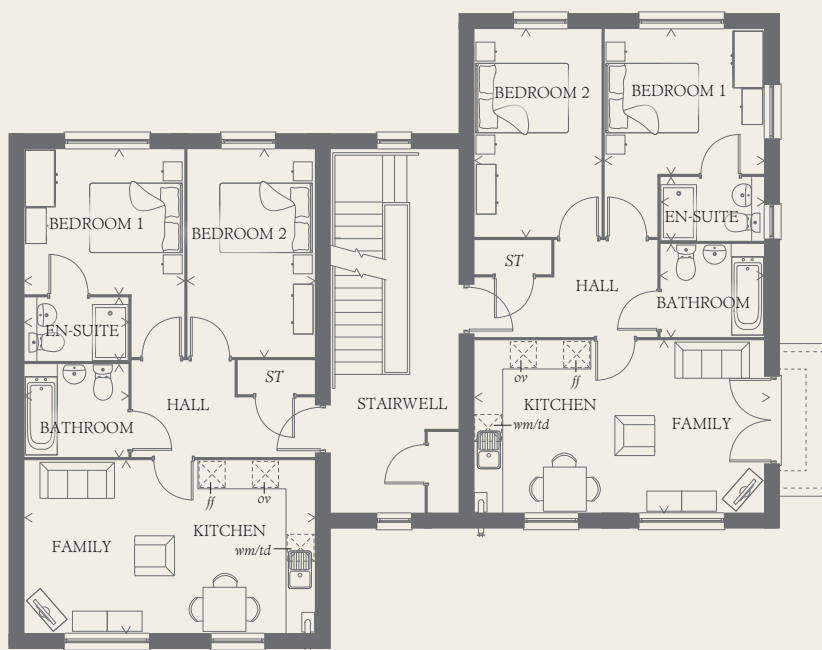 BEDROOM 2
BEDROOM 1
EN-SUITE
ST
HALL
BATHROOM
ov
ff
KITCHEN
FAMILY
wm/td
BEDROOM 1
BEDROOM 2
EN-SUITE
ST
HALL
BATHROOM
STAIRWELL
ff
ov
KITCHEN
FAMILY
wm/td